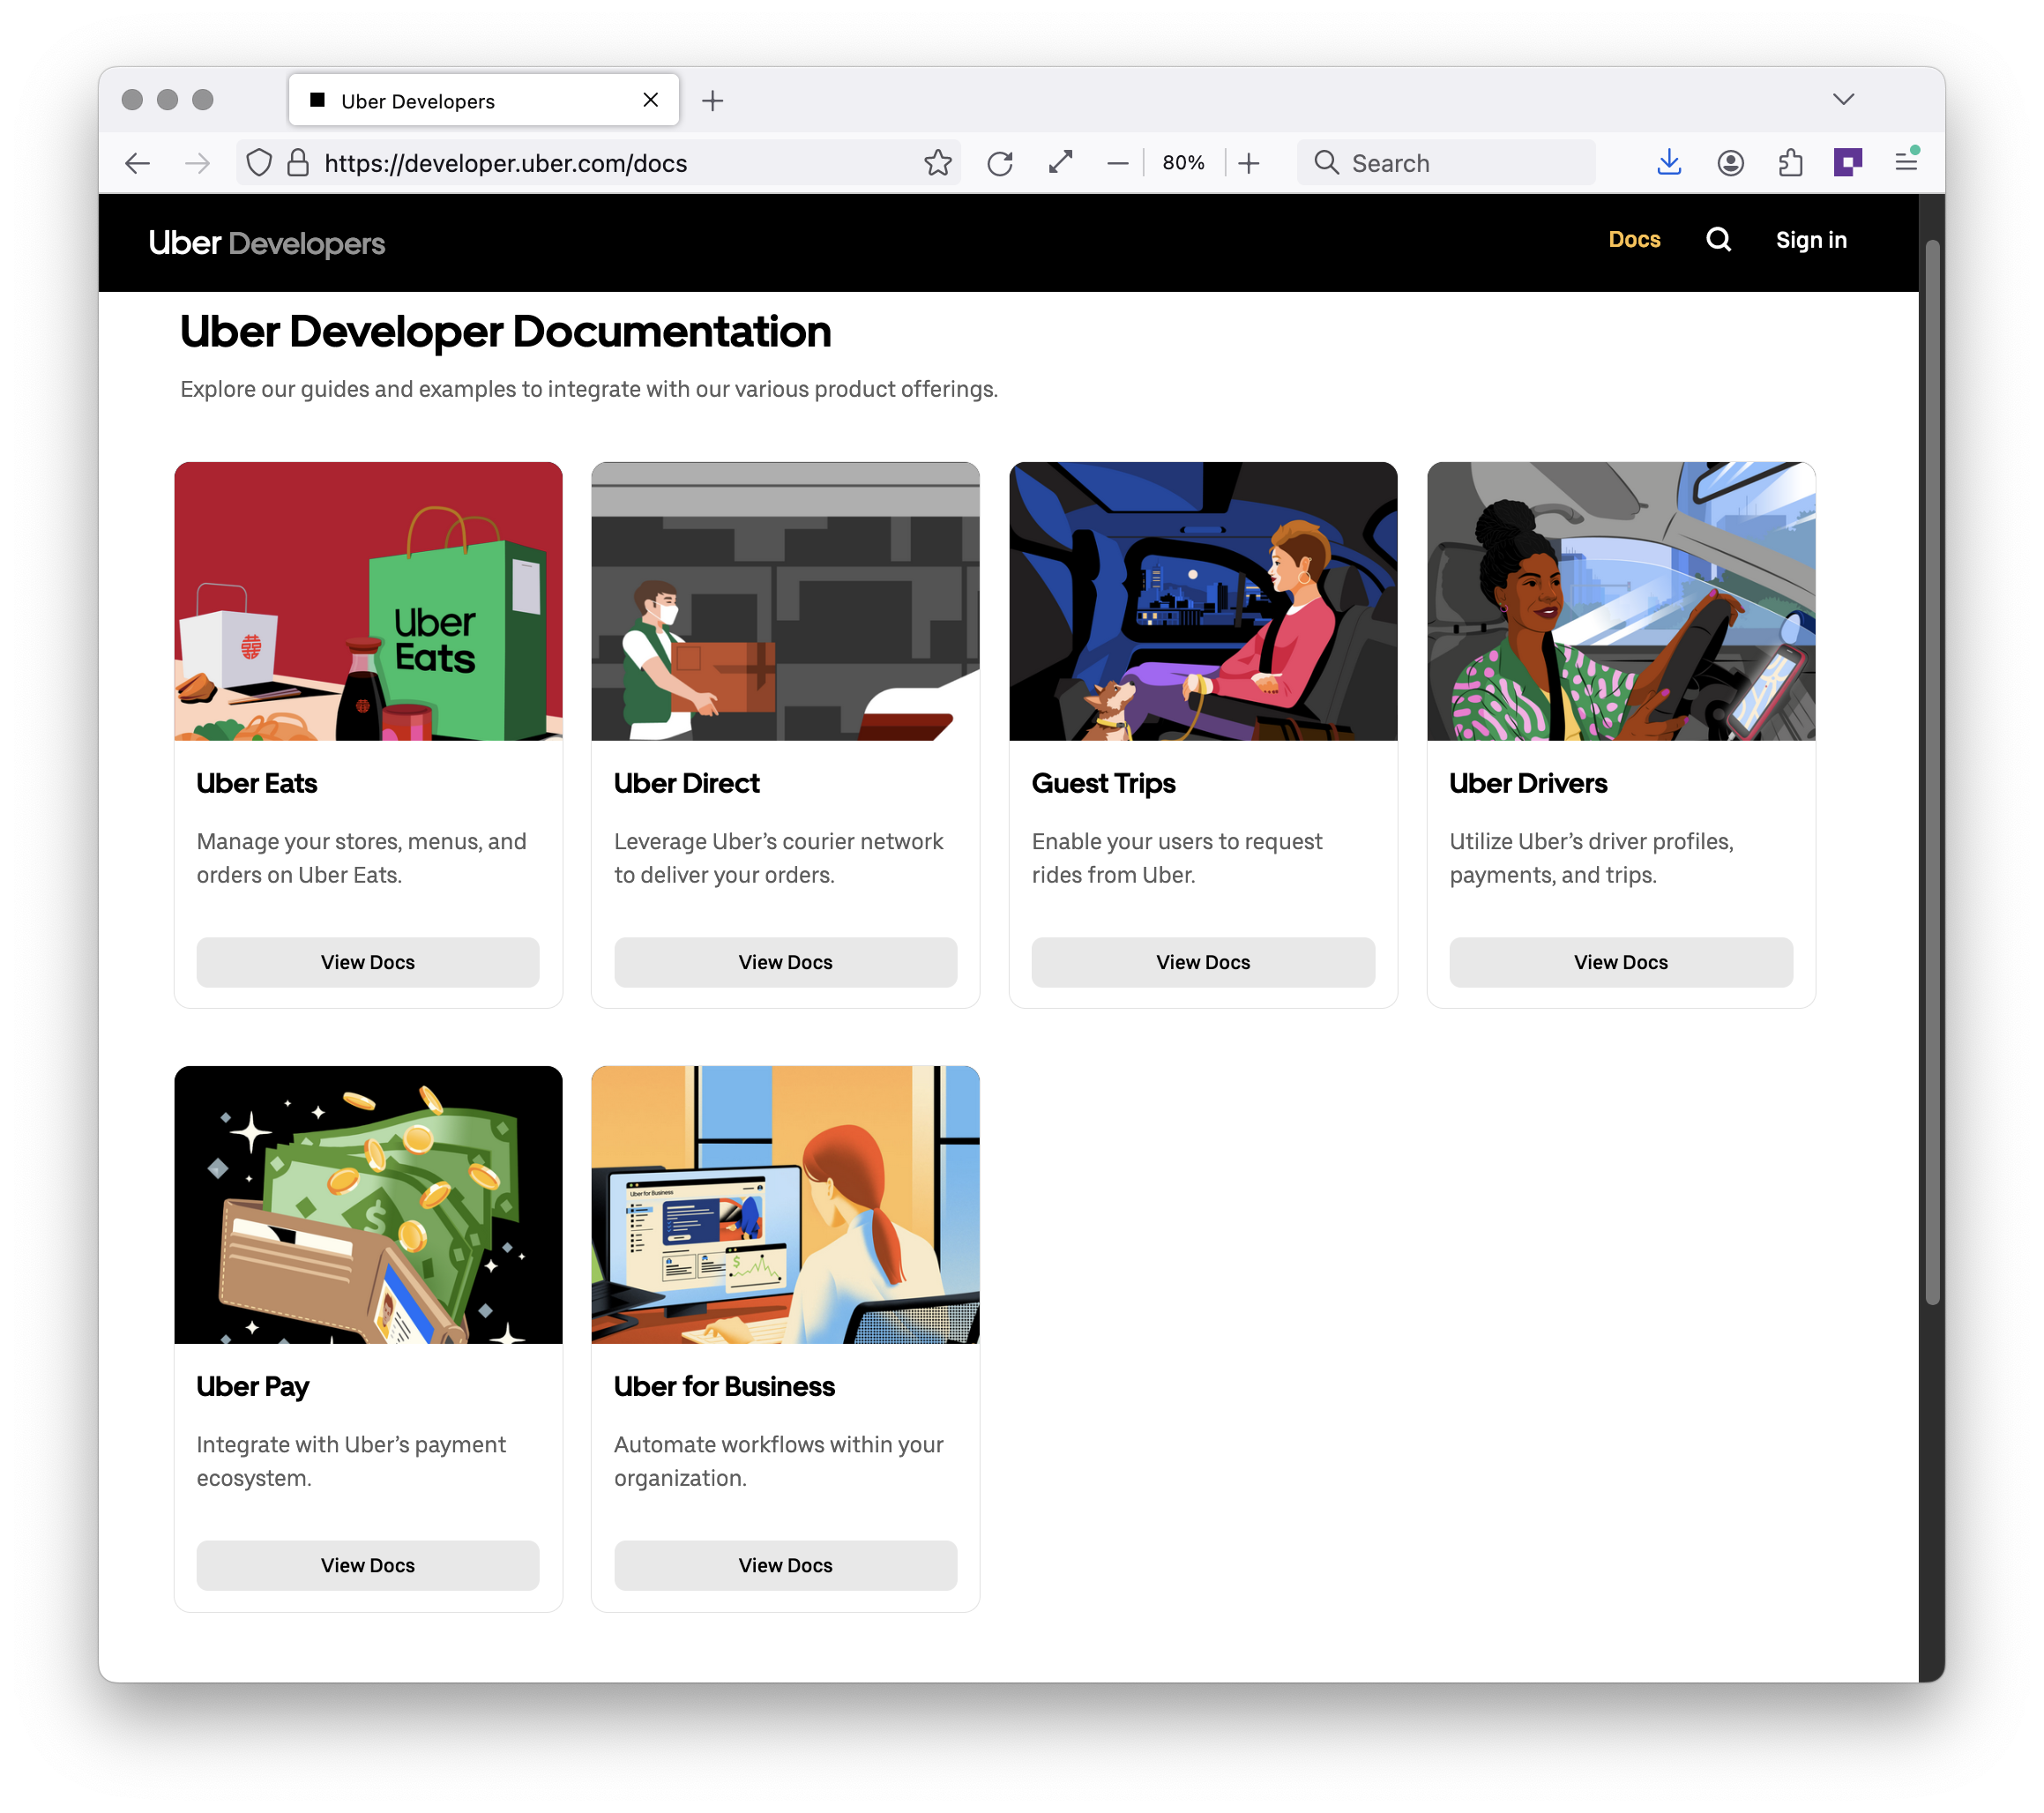 Uber Developers
https://developer.uber.com/docs
80%
Search
Uber Developers
Docs
Sign in
Uber Developer Documentation
Explore our guides and examples to integrate with our various product offerings.
Uber
Eats
Uber Eats
Manage your stores, menus, and
orders on Uber Eats.
View Docs
Uber Direct
Leverage Uber’s courier network
to deliver your orders.
View Docs
Guest Trips
Enable your users to request
rides from Uber.
View Docs
Uber Drivers
Utilize Uber’s driver profiles,
payments, and trips.
View Docs
$
Uber Pay
Integrate with Uber’s payment
ecosystem.
View Docs
Uber for Business
$
Uber for Business
Automate workflows within your
organization.
View Docs